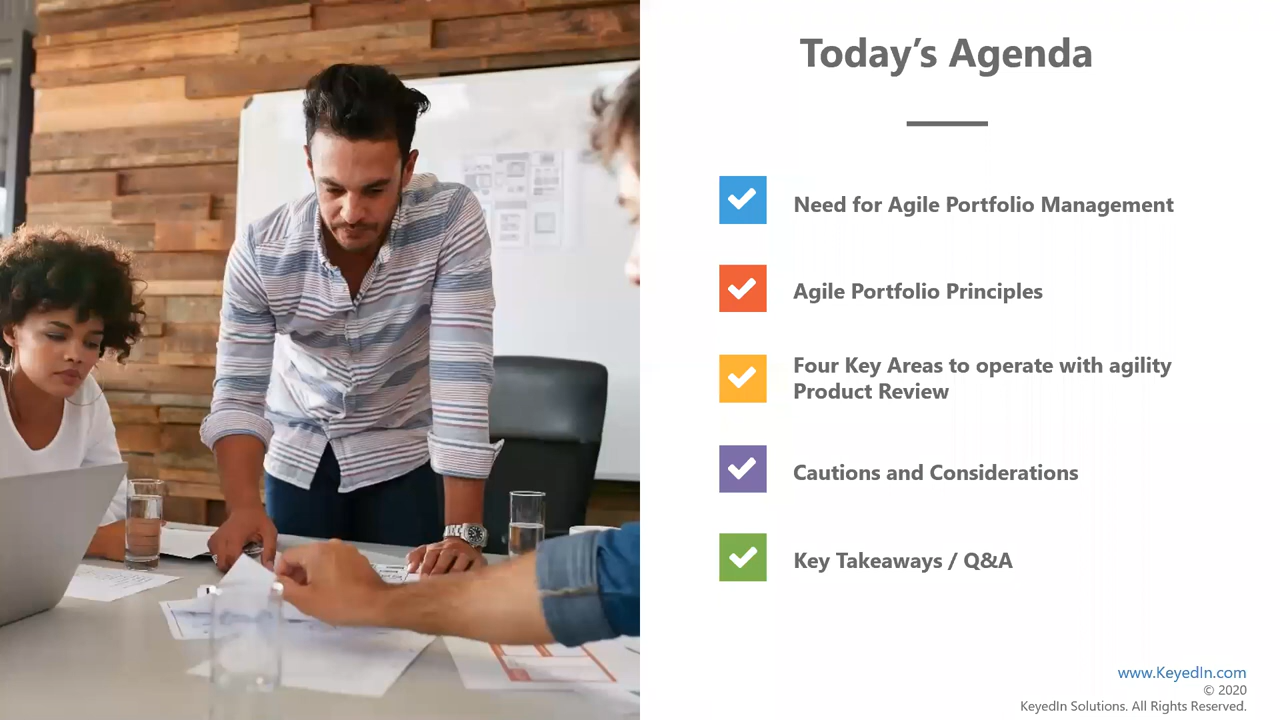 Today's Agenda
Need for Agile Portfolio Management
Agile Portfolio Principles
Four Key Areas to operate with agility
Product Review
Cautions and Considerations
Key Takeaways / Q&A
www.KeyedIn.com
© 2020
KeyedIn Solutions. All Rights Reserved.